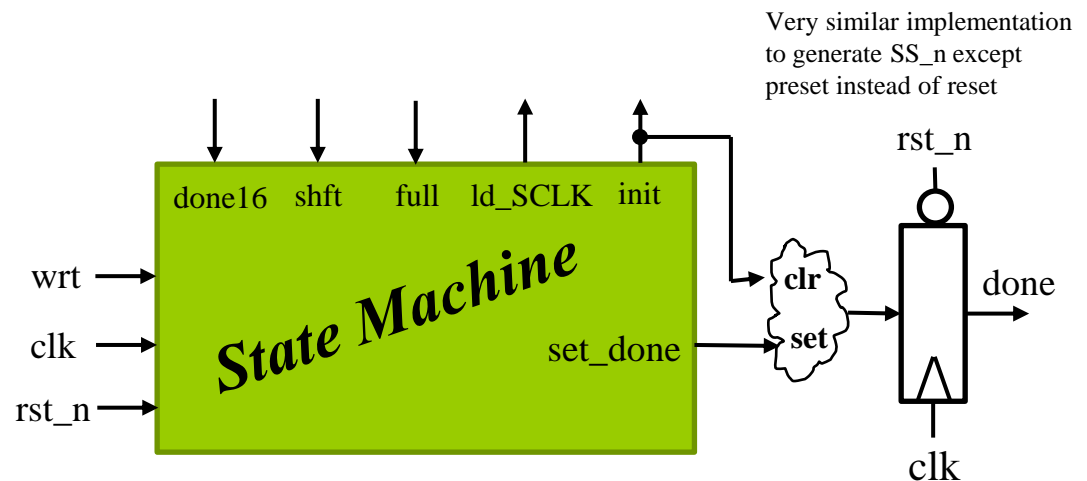 Very similar implementation
to generate SS_n except
preset instead of reset
rst_n
done16 shft full ld_SCLK init
wrt
clk
rst_n
State Machine
set_done
clr
set
done
clk